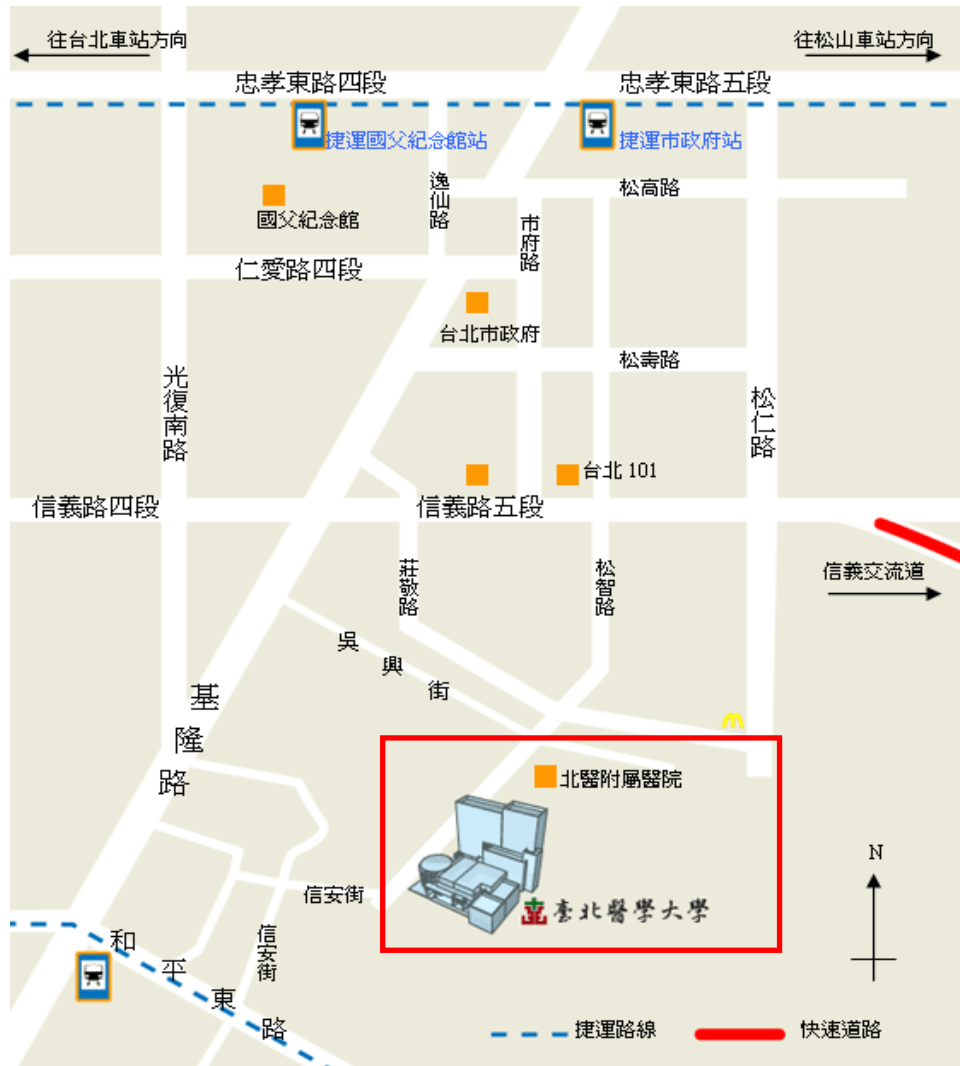 往台北車站方向
往松山車站方向
忠孝東路四段
忠孝東路五段
捷運國父紀念館站
捷運市政府站
逸仙路
松高路
國父紀念館
市府路
仁愛路四段
台北市政府
松壽路
光復南路
松仁路
台北 101
信義路四段
信義路五段
莊敬路
松智路
信義交流道
吳興街
基隆路
北醫附屬醫院
N
信安街
臺北醫學大學
信安街
和平東路
捷運路線
快速道路